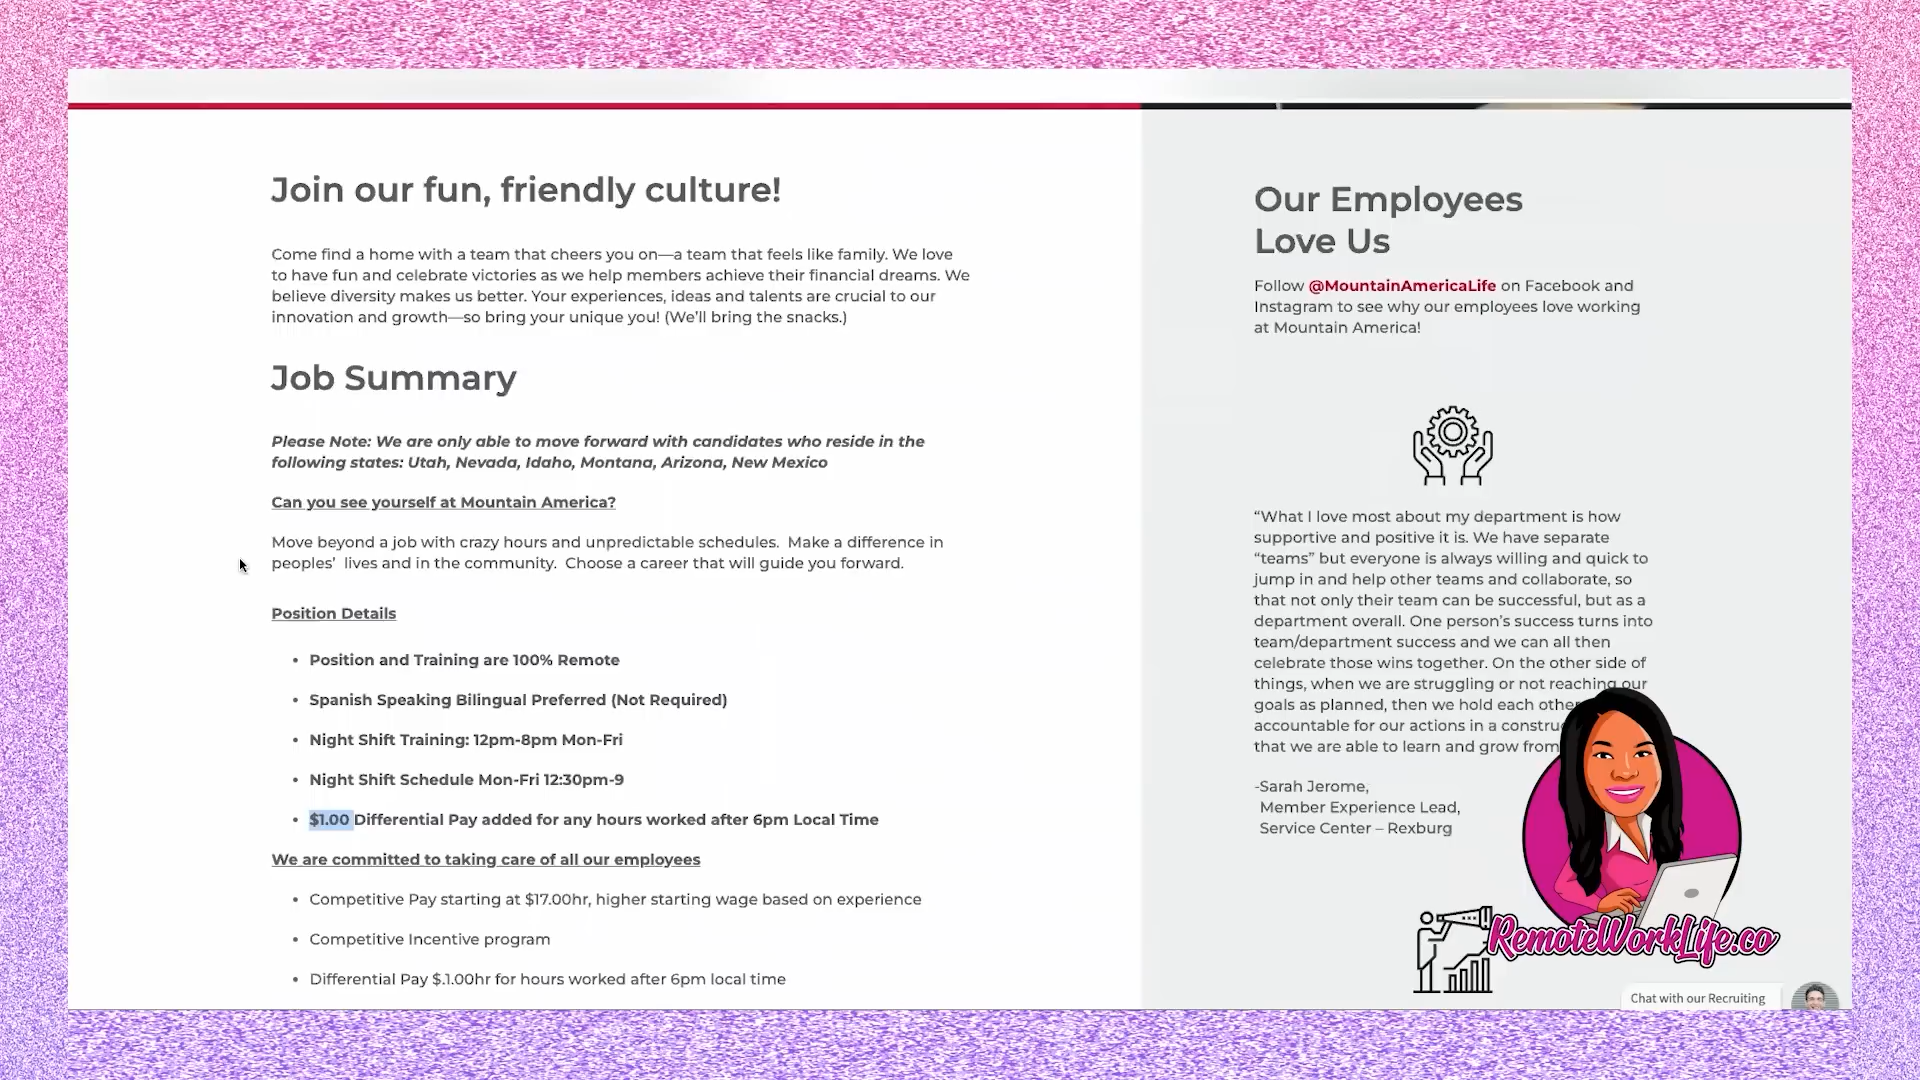 Join our fun, friendly culture!
Come find a home with a team that cheers you on—a team that feels like family. We love
to have fun and celebrate victories as we help members achieve their financial dreams. We
believe diversity makes us better. Your experiences, ideas and talents are crucial to our
innovation and growth—so bring your unique you! (We'll bring the snacks.)
Job Summary
Please Note: We are only able to move forward with candidates who reside in the
following states: Utah, Nevada, Idaho, Montana, Arizona, New Mexico
Can you see yourself at Mountain America?
Move beyond a job with crazy hours and unpredictable schedules. Make a difference in
peoples' lives and in the community. Choose a career that will guide you forward.
Position Details
• Position and Training are 100% Remote
• Spanish Speaking Bilingual Preferred (Not Required)
• Night Shift Training: 12pm-8pm Mon-Fri
• Night Shift Schedule Mon-Fri 12:30pm-9
• $1.00 Differential Pay added for any hours worked after 6pm Local Time
We are committed to taking care of all our employees
• Competitive Pay starting at $17.00hr, higher starting wage based on experience
• Competitive Incentive program
• Differential Pay $.1.00hr for hours worked after 6pm local time
Our Employees
Love Us
Follow @MountainAmericaLife on Facebook and
Instagram to see why our employees love working
at Mountain America!
“What I love most about my department is how
supportive and positive it is. We have separate
“teams” but everyone is always willing and quick to
jump in and help other teams and collaborate, so
that not only their team can be successful, but as a
department overall. One person's success turns into
team/department success and we can all then
celebrate those wins together. On the other side of
things, when we are struggling or not reaching our
goals as planned, then we hold each other
accountable for our actions in a
that we are able to learn and grow from
-Sarah Jerome,
Member Experience Lead,
Service Center – Rexburg
RemoteWorkLife.co
Chat with our Recruiting